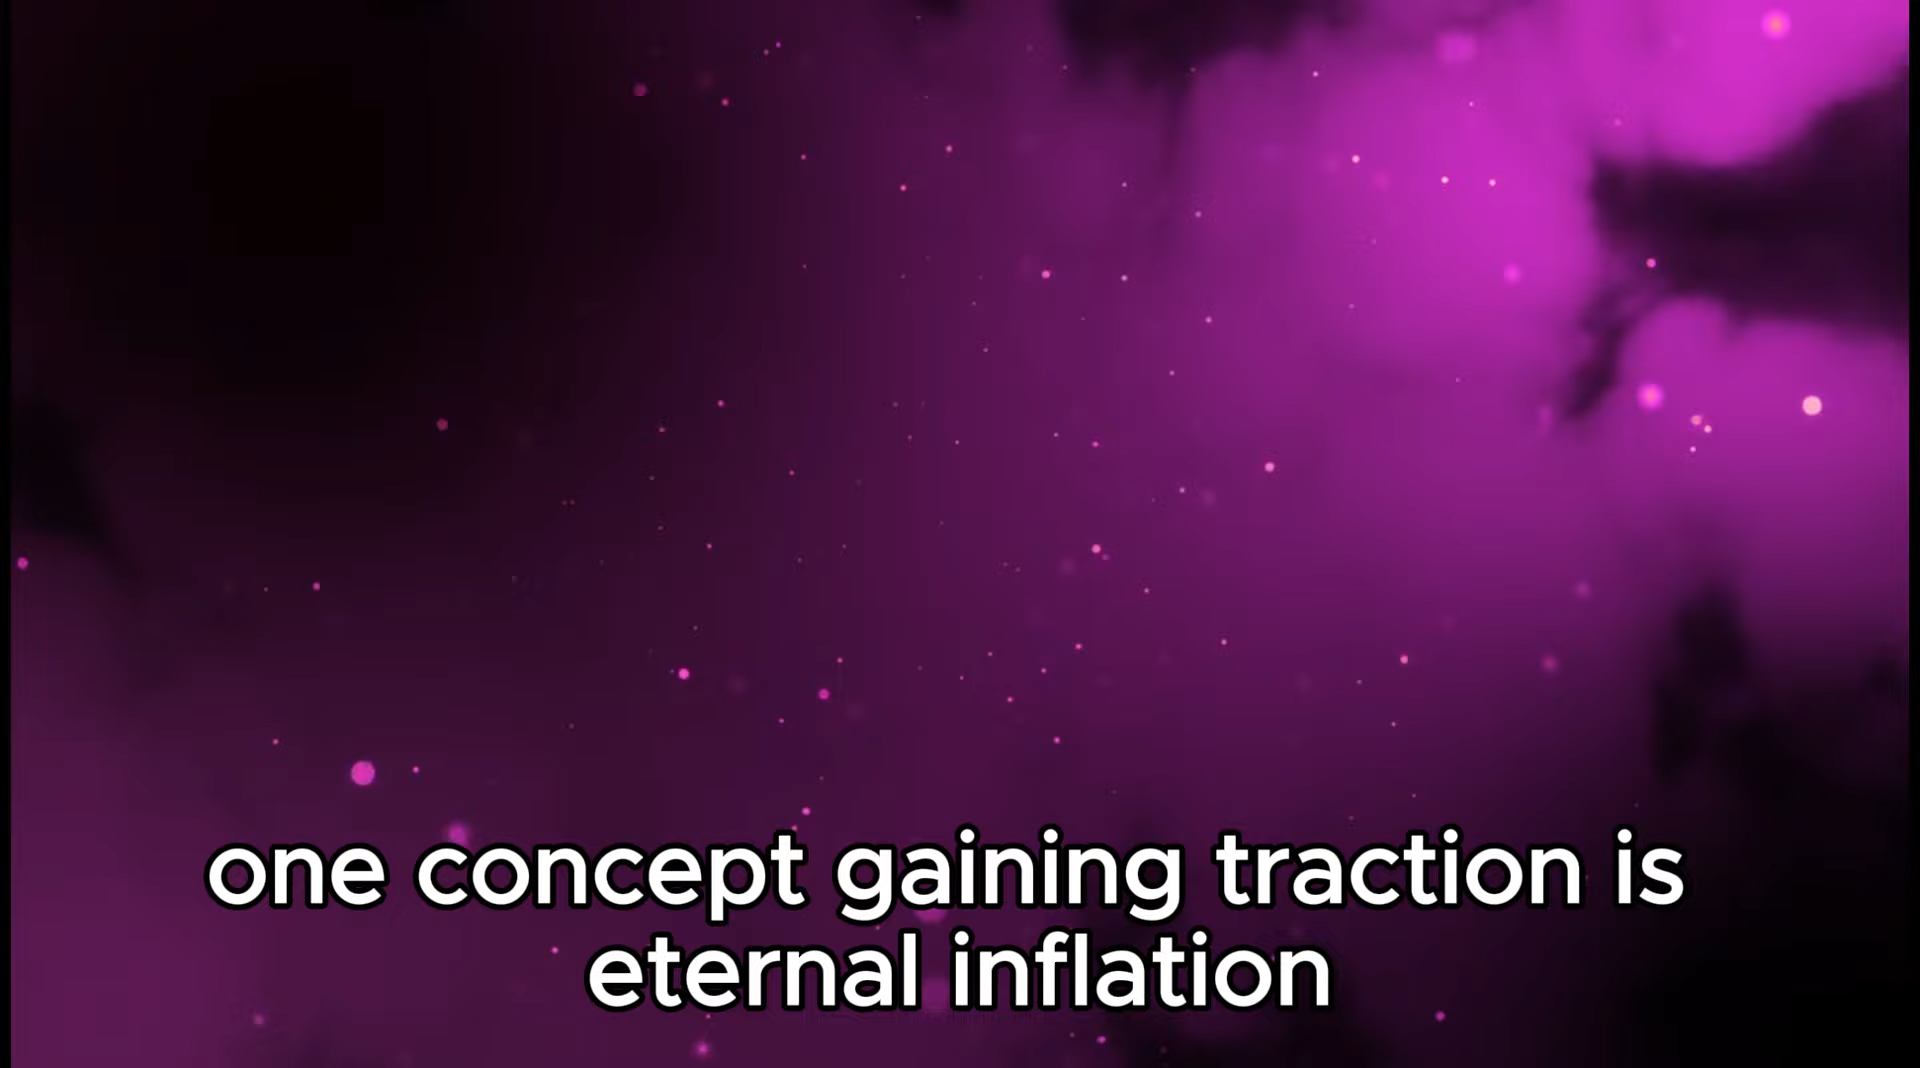 one concept gaining traction is
eternal inflation